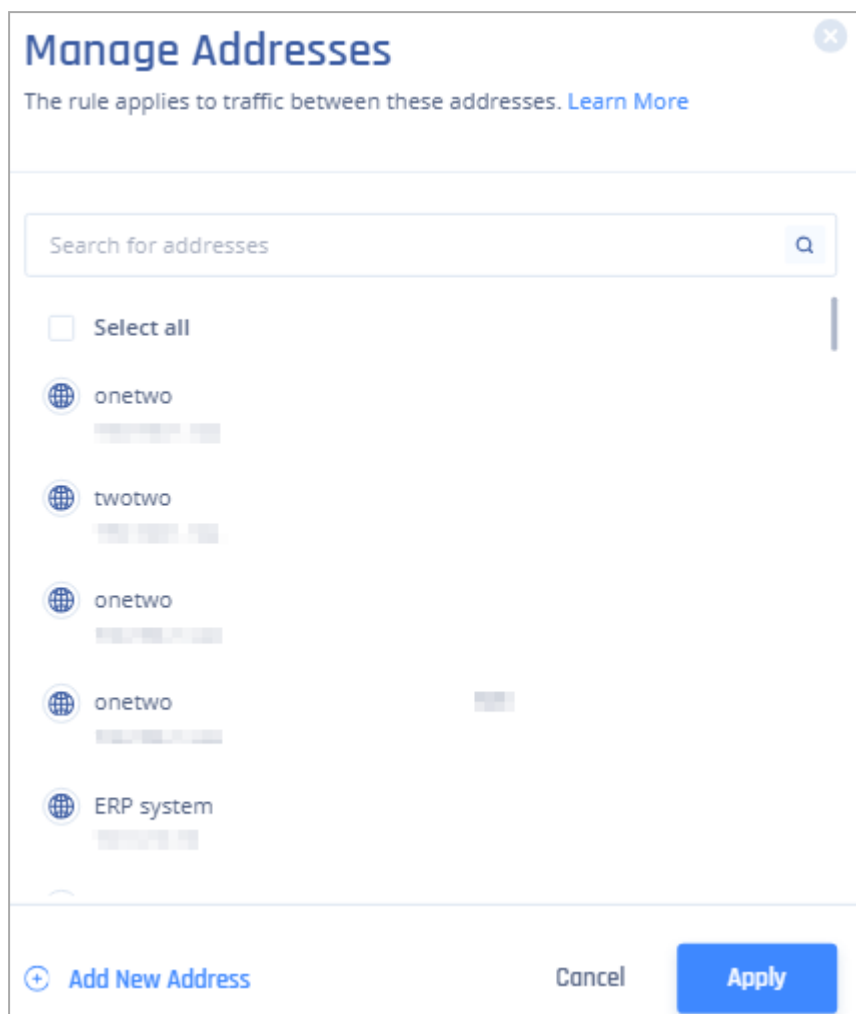 Manage Addresses
The rule applies to traffic between these addresses. Learn More
Search for addresses
Select all
onetwo
twotwo
onetwo
onetwo
ERP system
Add New Address
Cancel
Apply